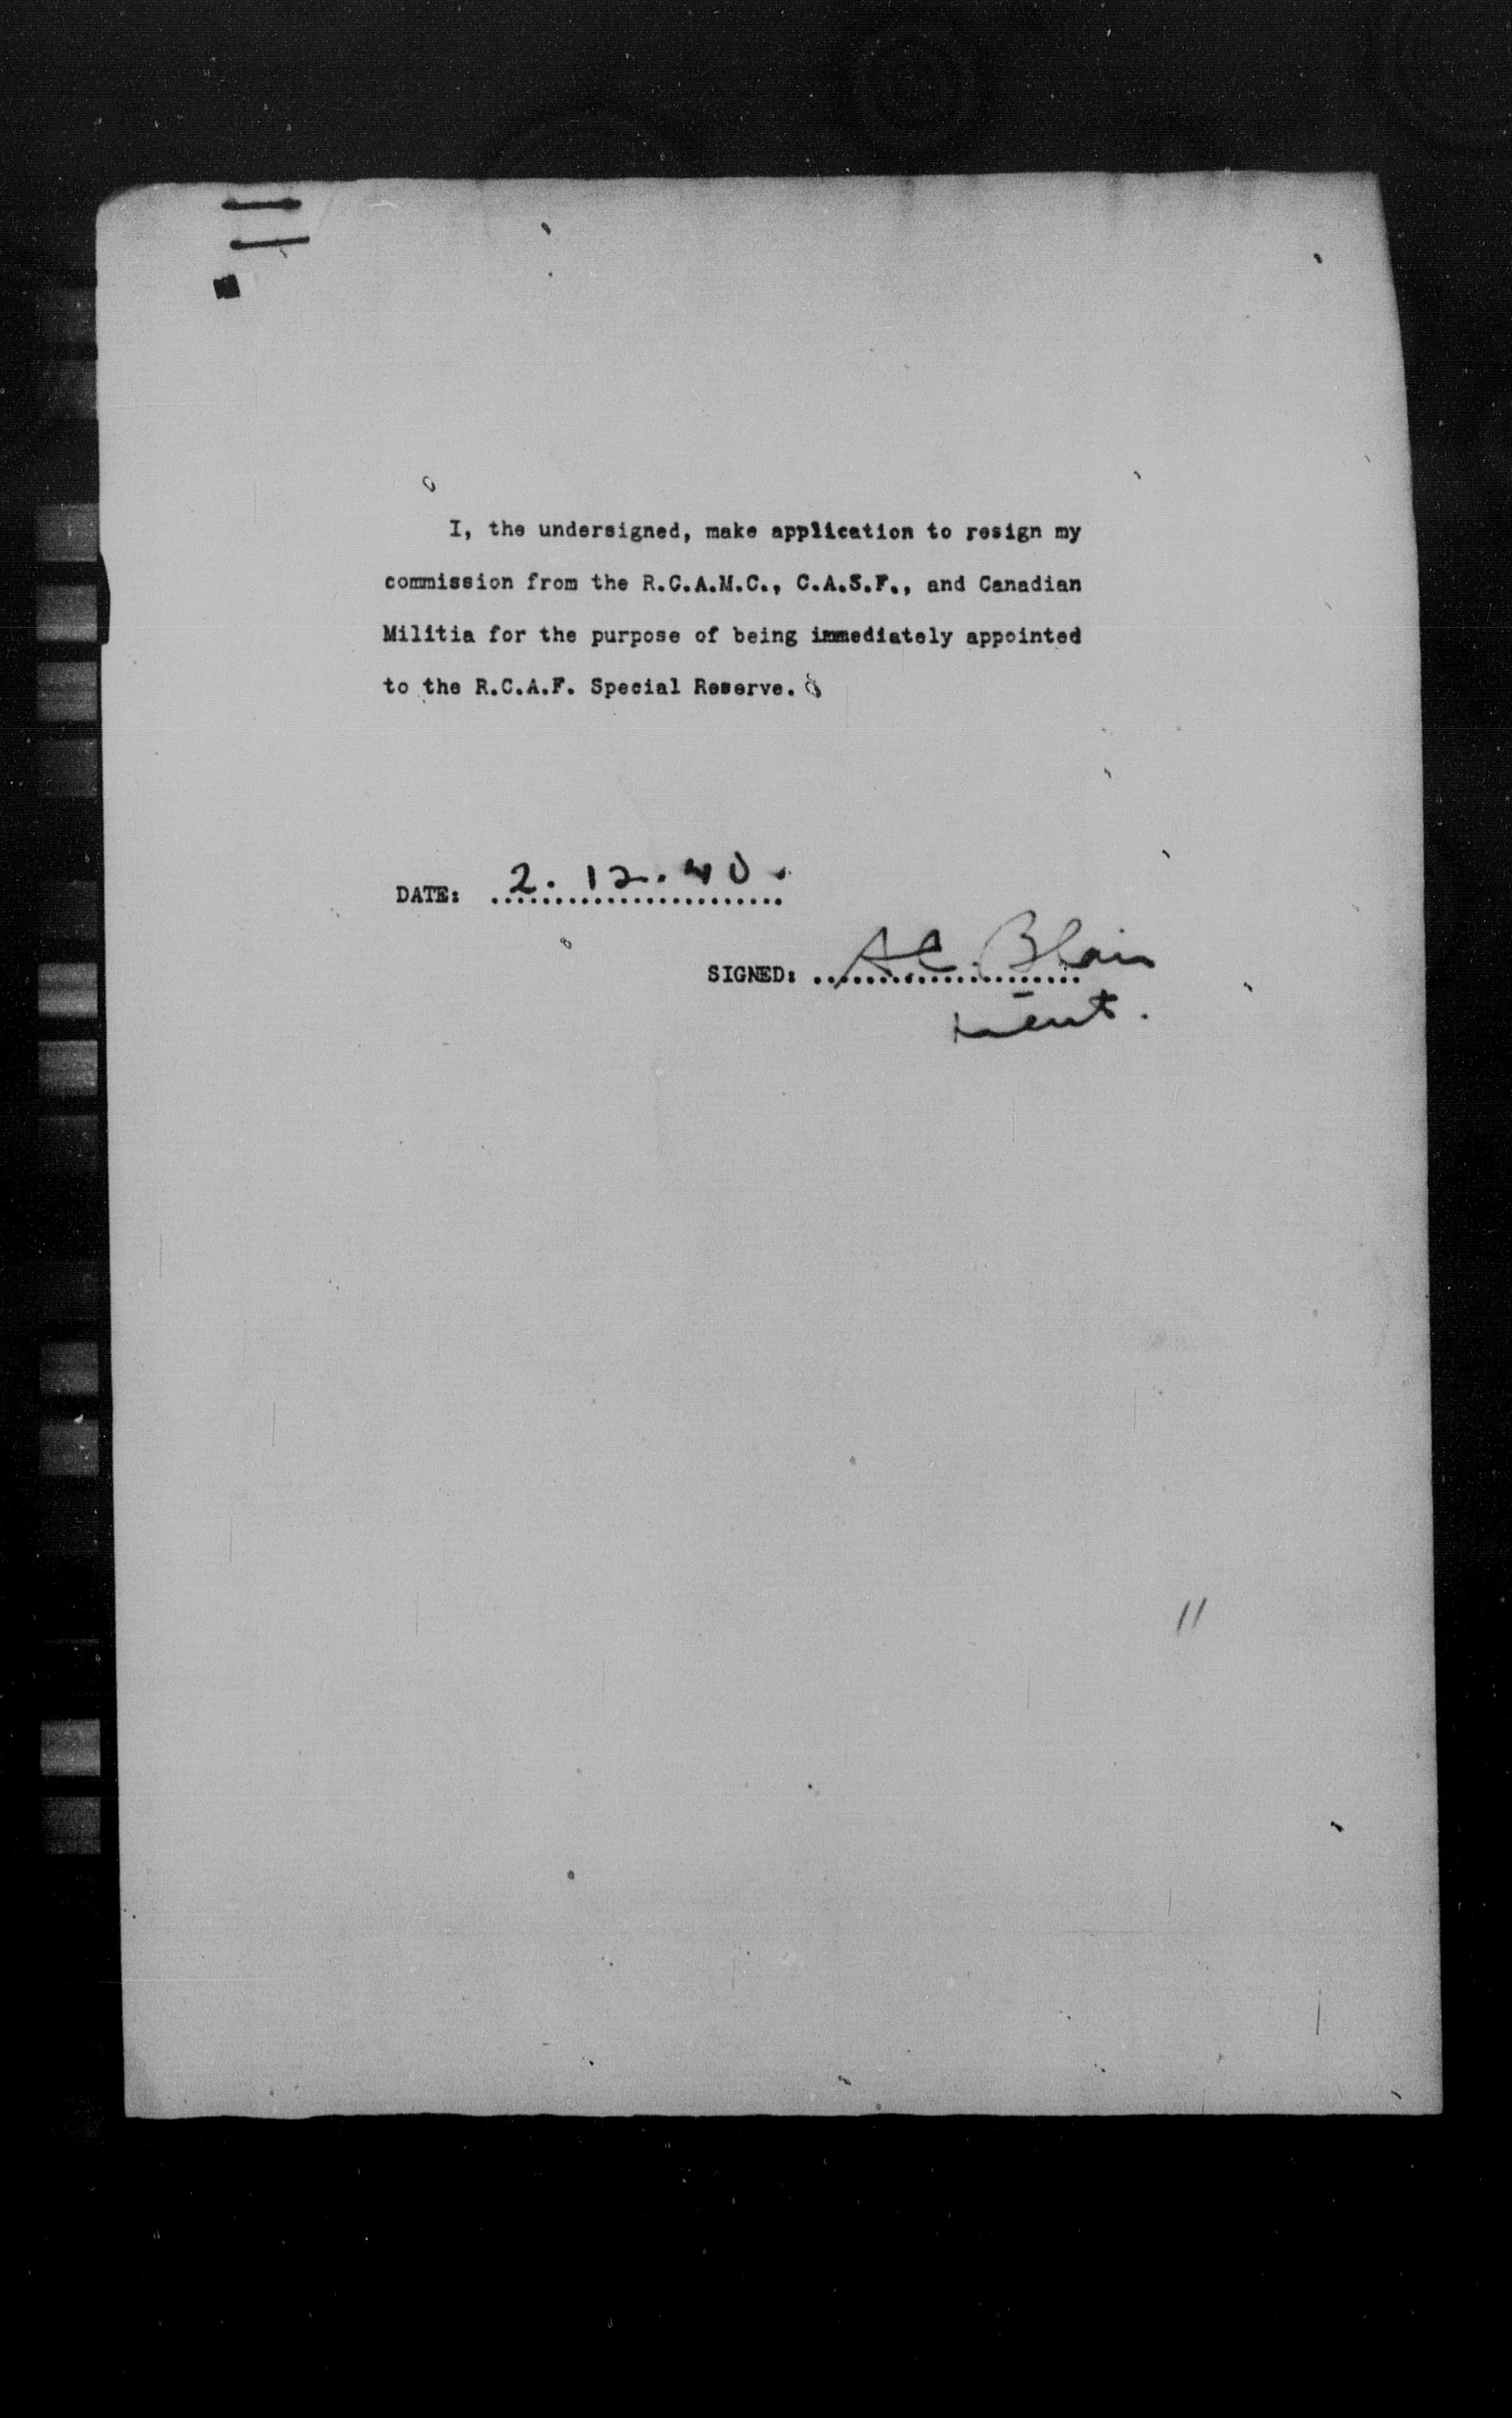 I, the undersigned, make application to resign my
commission from the R.C.A.M.C., C.A.S.F., and Canadian
Militia for the purpose of being immediately appointed
to the R.C.A.F. Special Reserve.
DATE: 2.12.40.
SIGNED: A C. Blair
Lieut.
11